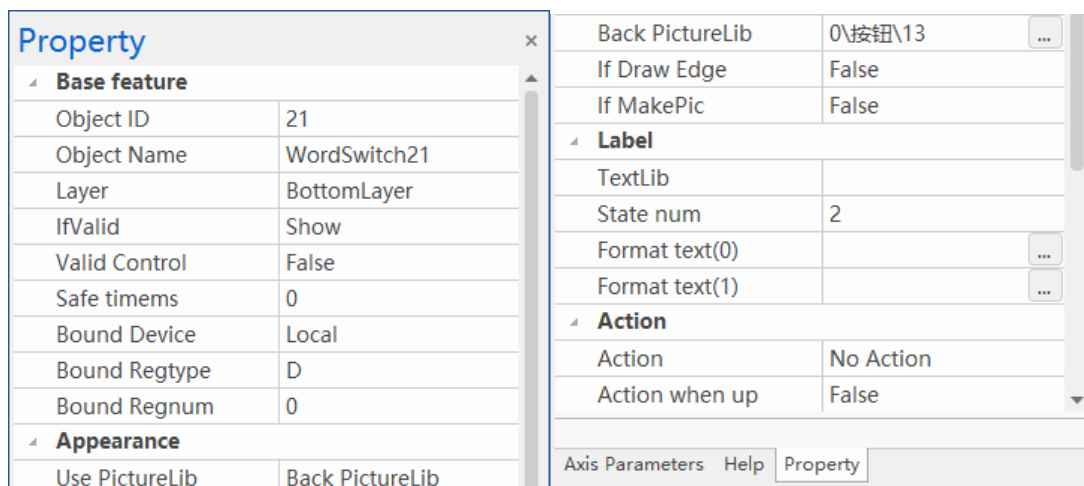 Property ×
Base feature
Object ID 21
Object Name WordSwitch21
Layer BottomLayer
IfValid Show
Valid Control False
Safe timems 0
Bound Device Local
Bound Regtype D
Bound Regnum 0
Appearance
Use PictureLib Back PictureLib
Back PictureLib 0\按钮\13 ...
If Draw Edge False
If MakePic False
Label
TextLib
State num 2
Format text(0) ...
Format text(1) ...
Action
Action No Action
Action when up False
Axis Parameters Help Property